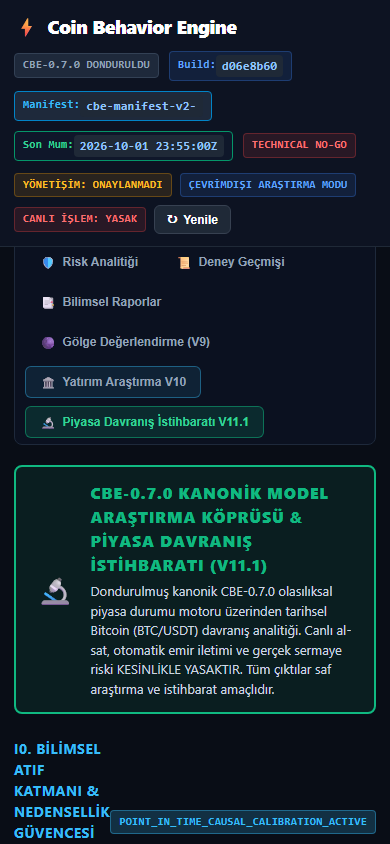 Coin Behavior Engine
CBE-0.7.0 DONDURULDU
Build: d06e8b60
Manifest: cbe-manifest-v2-
Son Mum: 2026-10-01 23:55:00Z
TECHNICAL NO-GO
YÖNETİŞİM: ONAYLANMADI
ÇEVRİMDIŞI ARAŞTIRMA MODU
CANLI İŞLEM: YASAK
↻ Yenile
Risk Analitiği
Deney Geçmişi
Bilimsel Raporlar
Gölge Değerlendirme (V9)
Yatırım Araştırma V10
Piyasa Davranış İstihbaratı V11.1
CBE-0.7.0 KANONİK MODEL
ARAŞTIRMA KÖPRÜSÜ &
PİYASA DAVRANIŞ
İSTİHBARATI (V11.1)
Dondurulmuş kanonik CBE-0.7.0 olasılıksal
piyasa durumu motoru üzerinden tarihsel
Bitcoin (BTC/USDT) davranış analitiği. Canlı al-
sat, otomatik emir iletimi ve gerçek sermaye
riski KESİNLİKLE YASAKTIR. Tüm çıktılar saf
araştırma ve istihbarat amaçlıdır.
I0. BİLİMSEL
ATIF
KATMANI &
NEDENSELLİK
GÜVENCESİ
POINT_IN_TIME_CAUSAL_CALIBRATION_ACTIVE